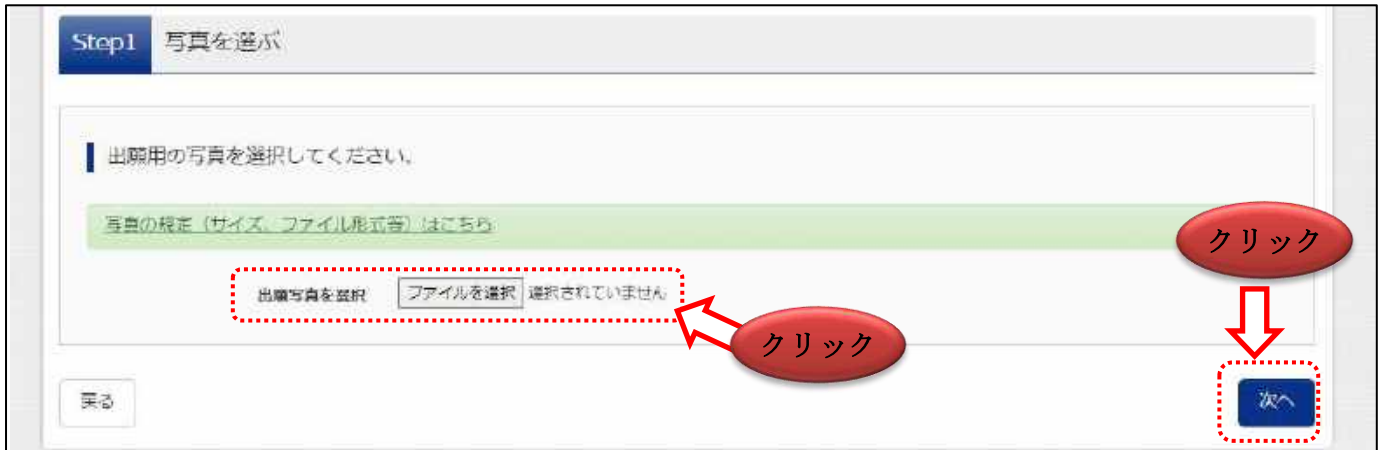 Step1 写真を選ぶ
出願用の写真を選択してください。
写真の規定（サイズ、ファイル形式等）はこちら
クリック
出願写真を選択 ファイルを選択 選択されていません
クリック
戻る
次へ